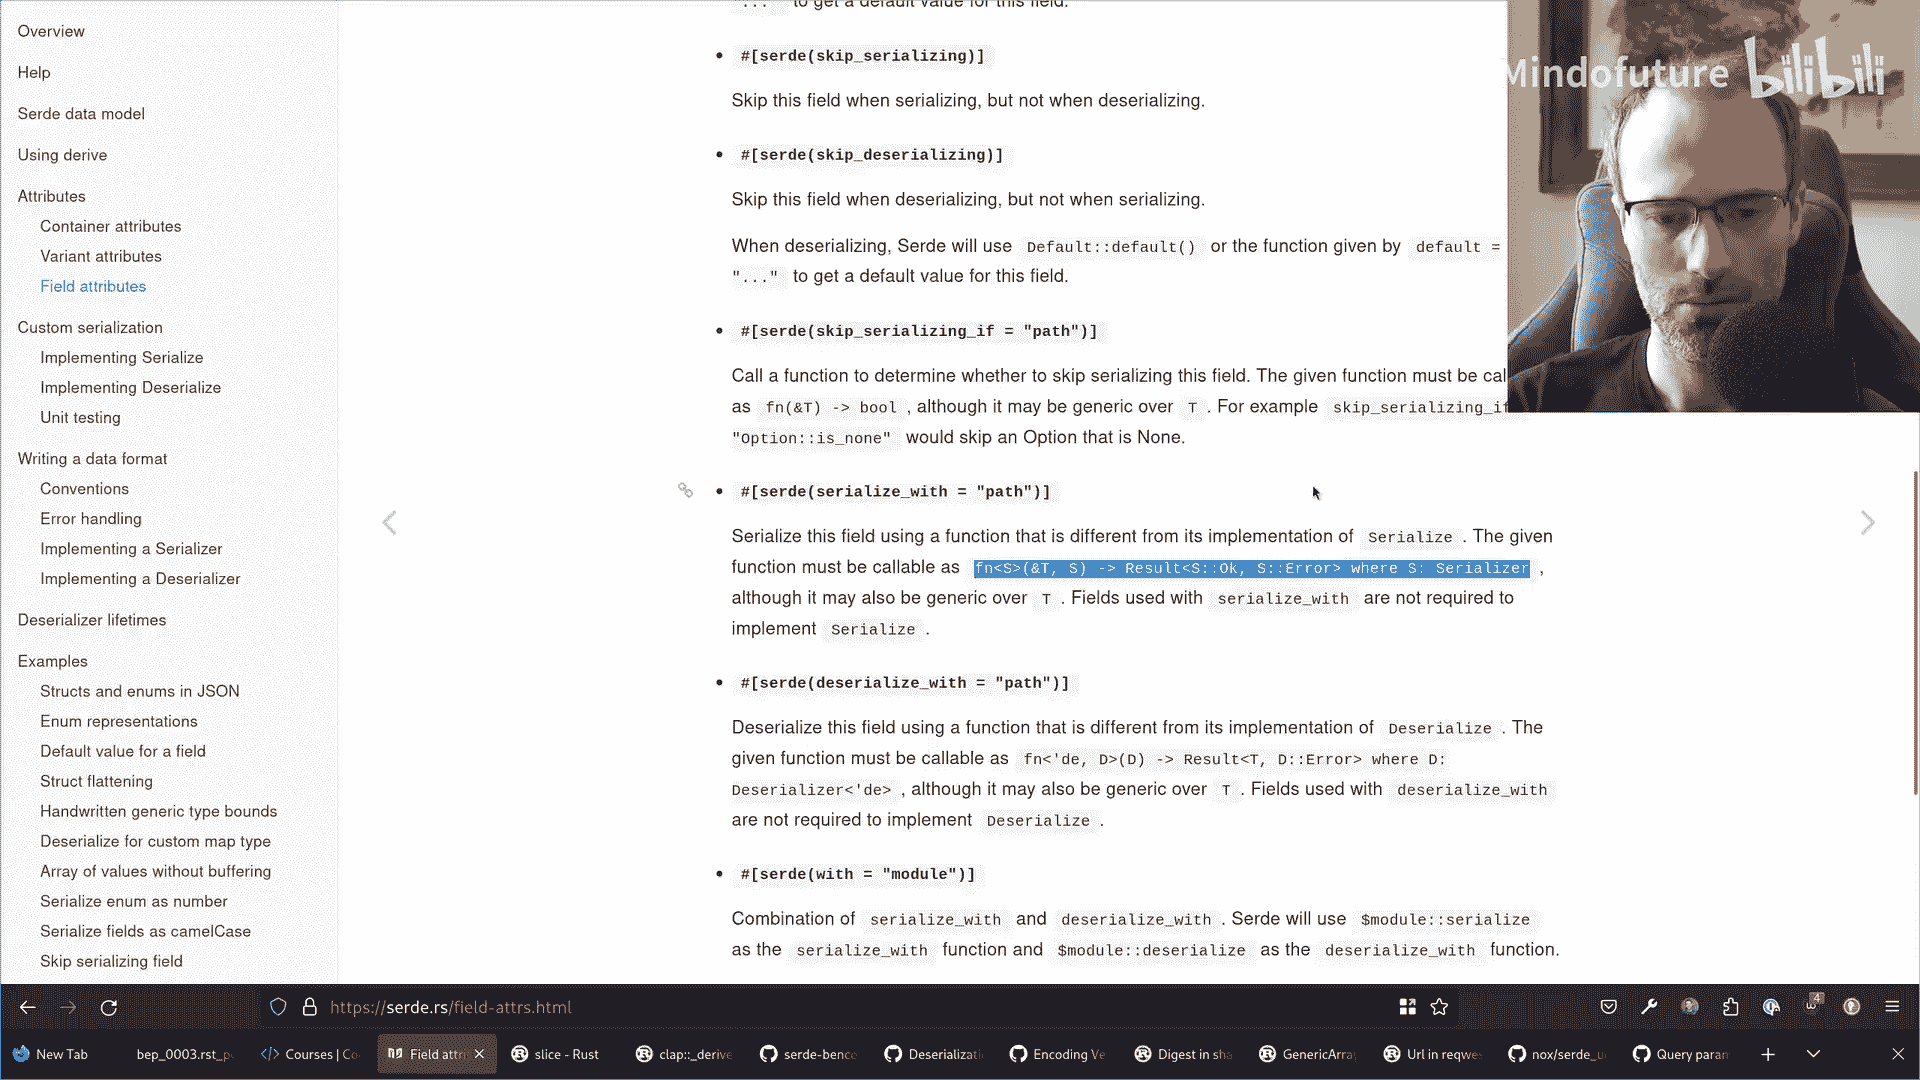 Overview
Help
Serde data model
Using derive
Attributes
Container attributes
Variant attributes
Field attributes
Custom serialization
Implementing Serialize
Implementing Deserialize
Unit testing
Writing a data format
Conventions
Error handling
Implementing a Serializer
Implementing a Deserializer
Deserializer lifetimes
Examples
Structs and enums in JSON
Enum representations
Default value for a field
Struct flattening
Handwritten generic type bounds
Deserialize for custom map type
Array of values without buffering
Serialize enum as number
Serialize fields as camelCase
Skip serializing field
"..." to get a default value for this field.
#[serde(skip_serializing)]
Skip this field when serializing, but not when deserializing.
#[serde(skip_deserializing)]
Skip this field when deserializing, but not when serializing.
When deserializing, Serde will use Default::default() or the function given by default =
"..." to get a default value for this field.
#[serde(skip_serializing_if = "path")]
Call a function to determine whether to skip serializing this field. The given function must be cal
as fn(&T) -> bool , although it may be generic over T . For example skip_serializing_if
"Option::is_none" would skip an Option that is None.
#[serde(serialize_with = "path")]
Serialize this field using a function that is different from its implementation of Serialize . The given
function must be callable as fn<S>(&T, S) -> Result<S::Ok, S::Error> where S: Serializer ,
although it may also be generic over T . Fields used with serialize_with are not required to
implement Serialize .
#[serde(deserialize_with = "path")]
Deserialize this field using a function that is different from its implementation of Deserialize . The
given function must be callable as fn<'de, D>(D) -> Result<T, D::Error> where D:
Deserializer<'de> , although it may also be generic over T . Fields used with deserialize_with
are not required to implement Deserialize .
#[serde(with = "module")]
Combination of serialize_with and deserialize_with . Serde will use $module::serialize
as the serialize_with function and $module::deserialize as the deserialize_with function.
Mindofuture bilibili
https://serde.rs/field-attrs.html
4
New Tab
bep_0003.rst_p
Courses | Co
Field attr
slice - Rust
clap::_derive
serde-benco
Deserializati
Encoding Ve
Digest in sha
GenericArra
Url in reqwe
nox/serde_u
Query param